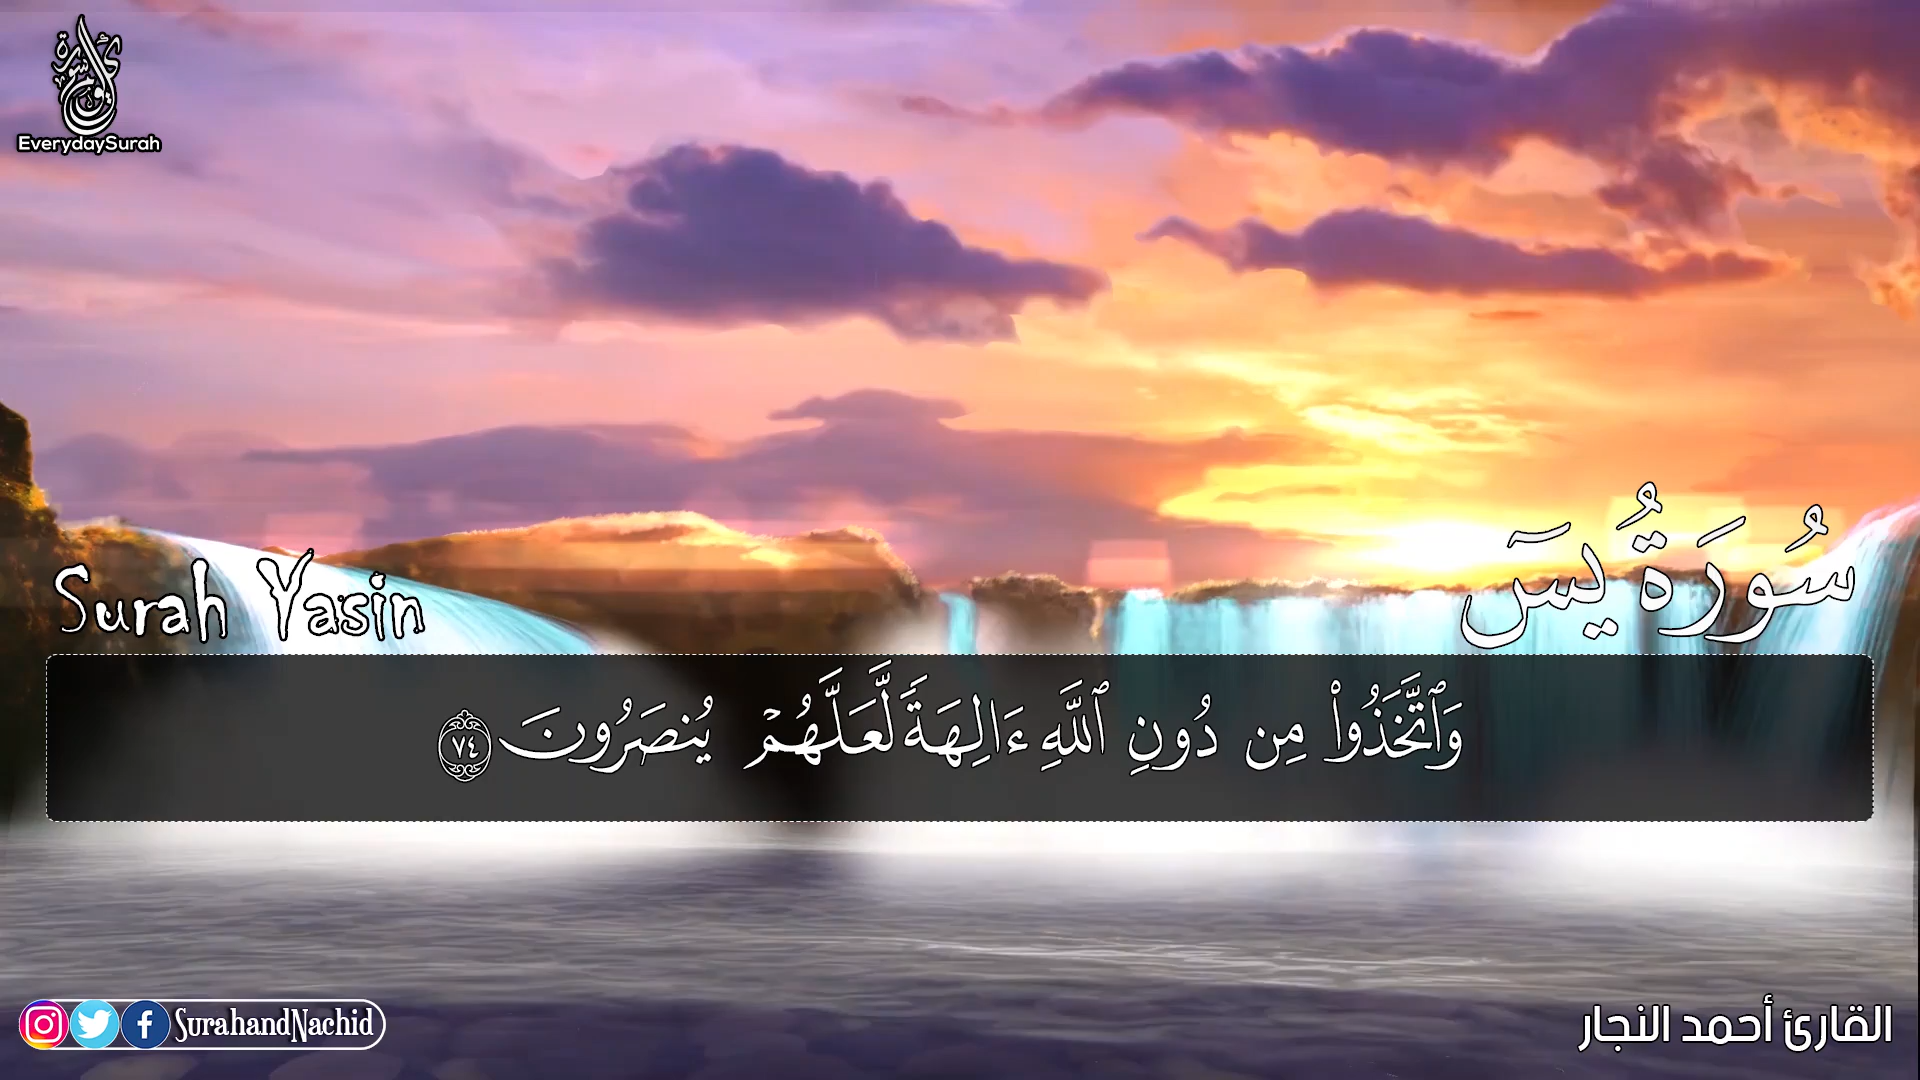 EverydaySurah
سُورَةُ يسٓ
Surah Yasin
وَٱتَّخَذُوا۟ مِن دُونِ ٱللَّهِ ءَالِهَةً لَّعَلَّهُمْ يُنصَرُونَ ٧٤
SurahandNachid
القارئ أحمد النجار